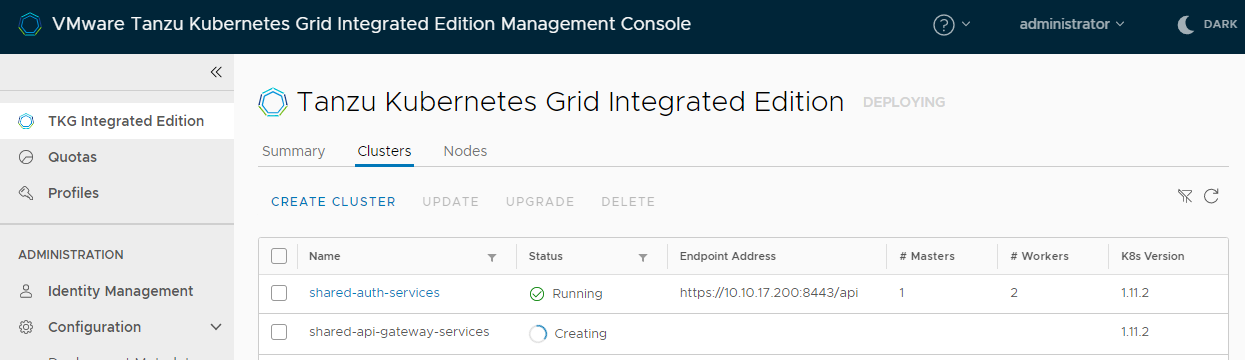 VMware Tanzu Kubernetes Grid Integrated Edition Management Console
? administrator DARK
TKG Integrated Edition
Quotas
Profiles
ADMINISTRATION
Identity Management
Configuration
Tanzu Kubernetes Grid Integrated Edition DEPLOYING
Summary Clusters Nodes
CREATE CLUSTER UPDATE UPGRADE DELETE
Name Status Endpoint Address # Masters # Workers K8s Version
shared-auth-services Running https://10.10.17.200:8443/api 1 2 1.11.2
shared-api-gateway-services Creating 1.11.2